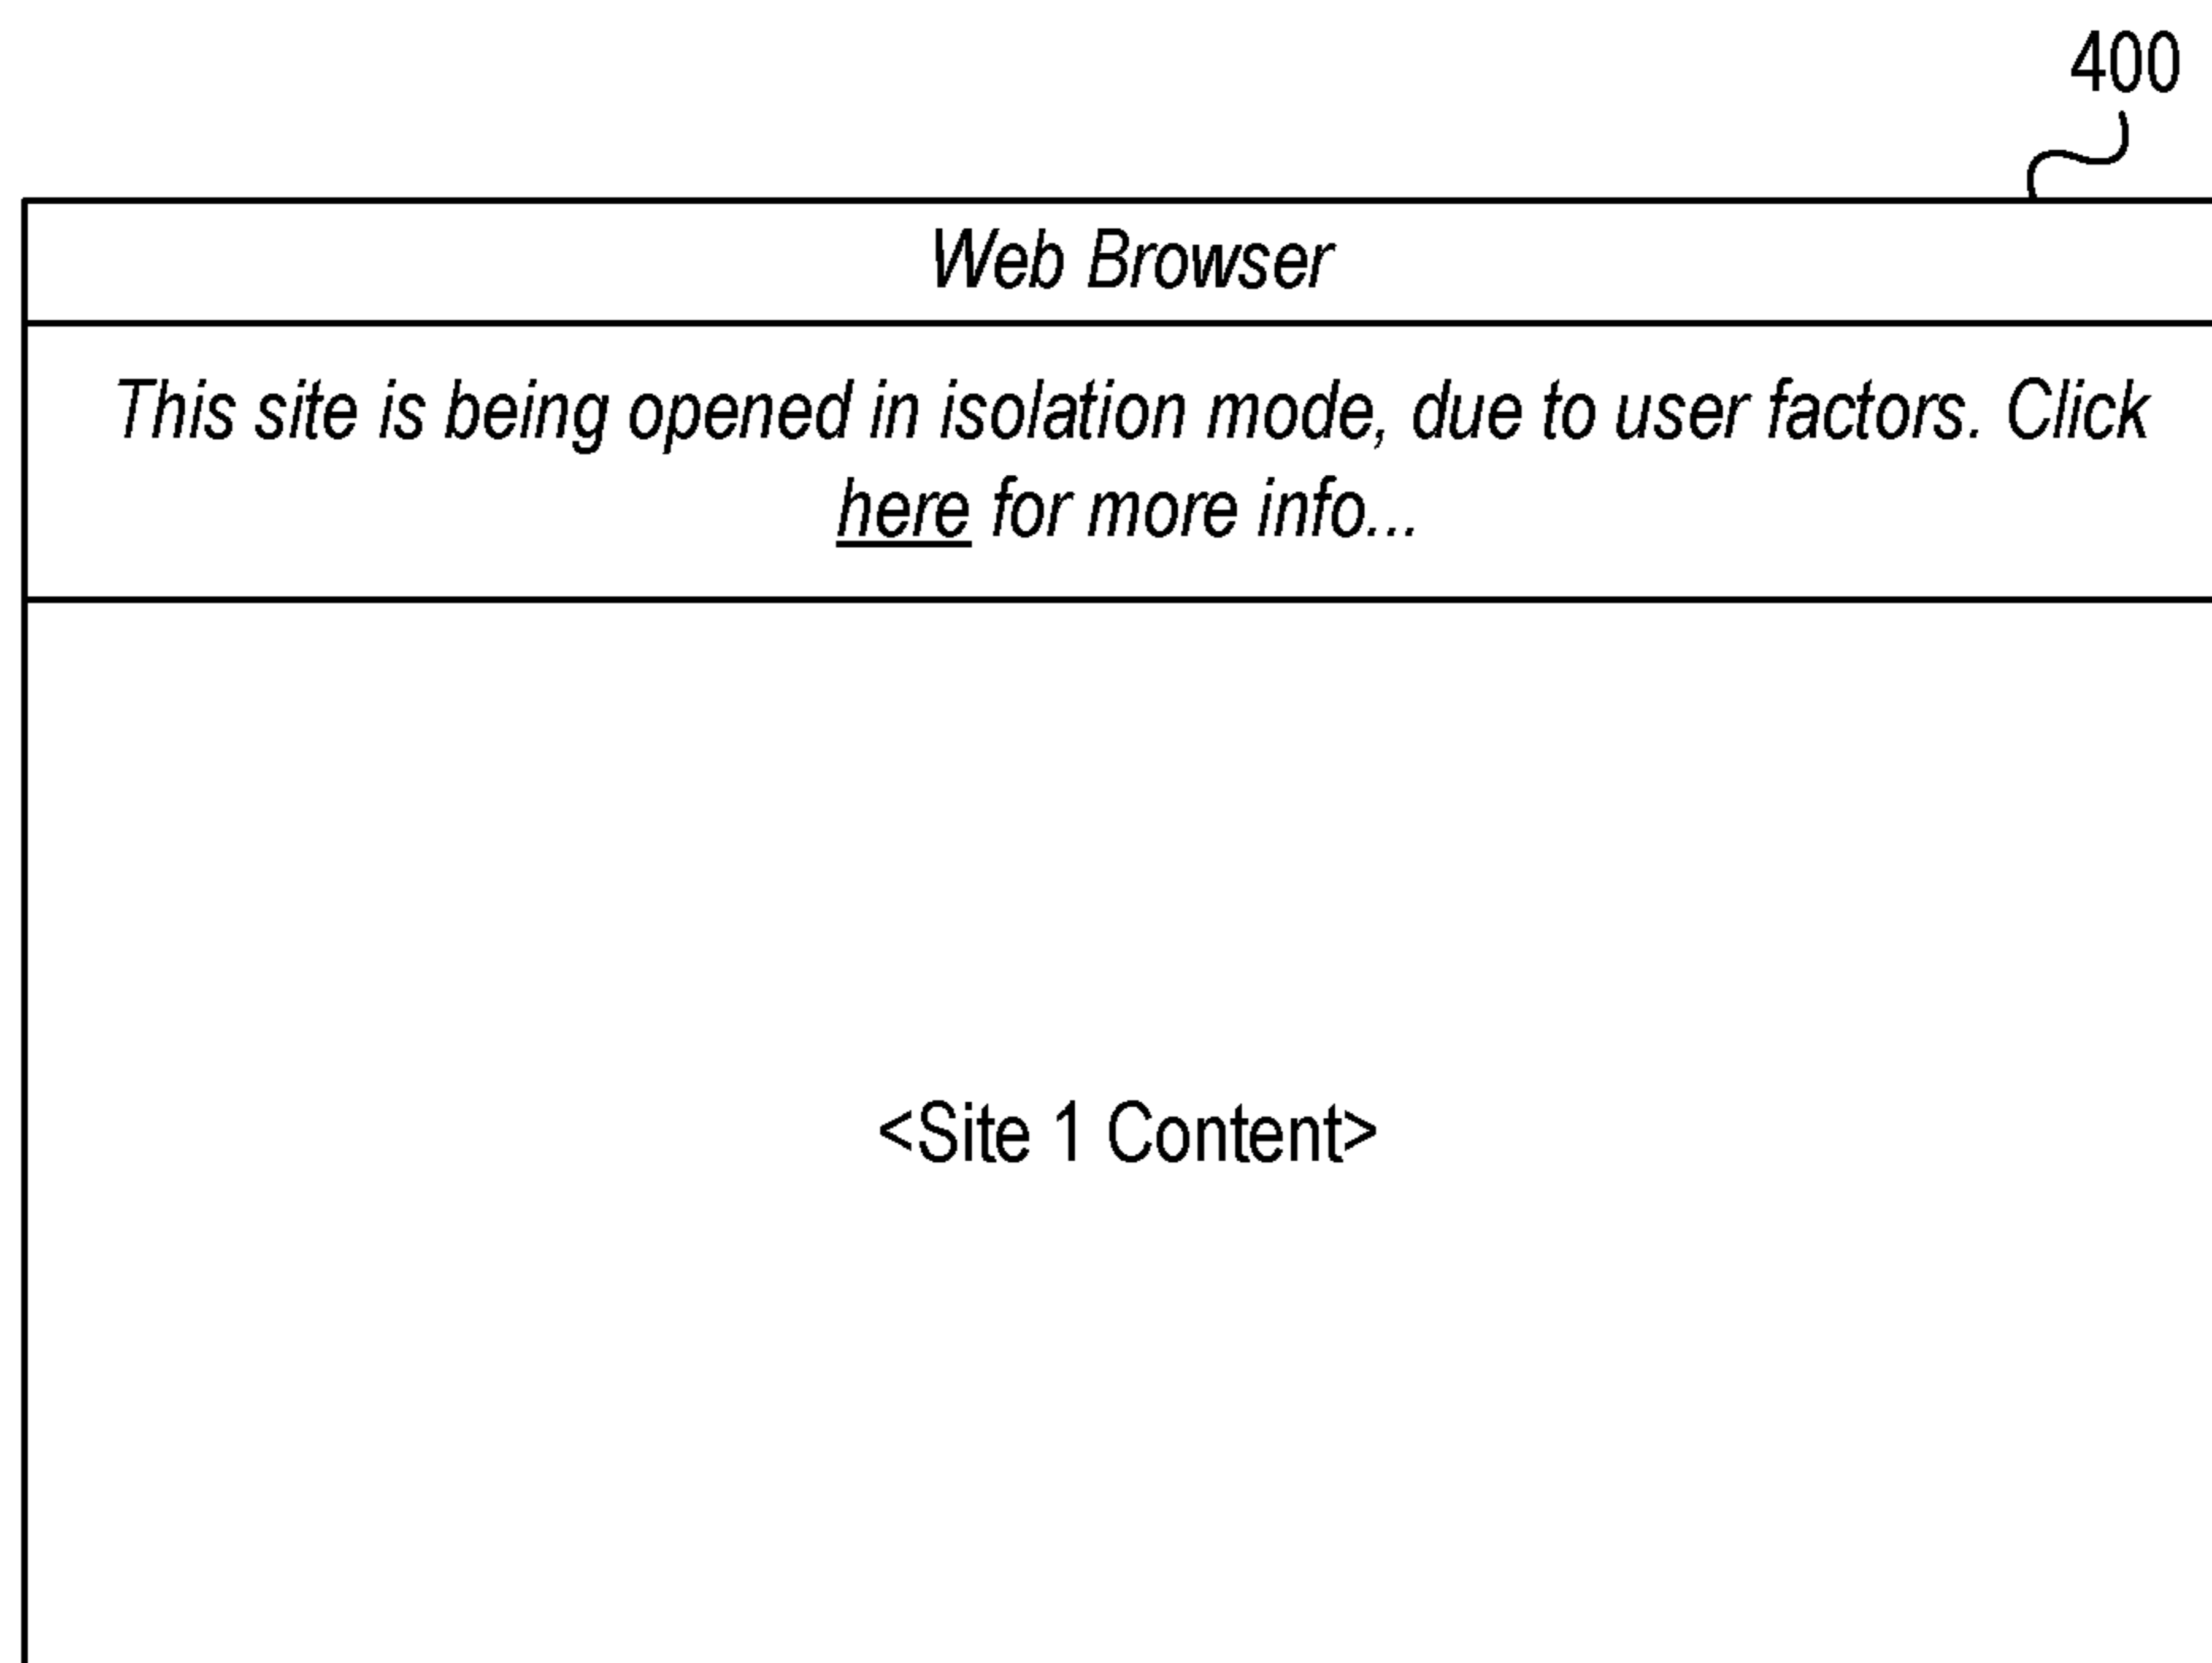 400
Web Browser
This site is being opened in isolation mode, due to user factors. Click
here for more info...
<Site 1 Content>